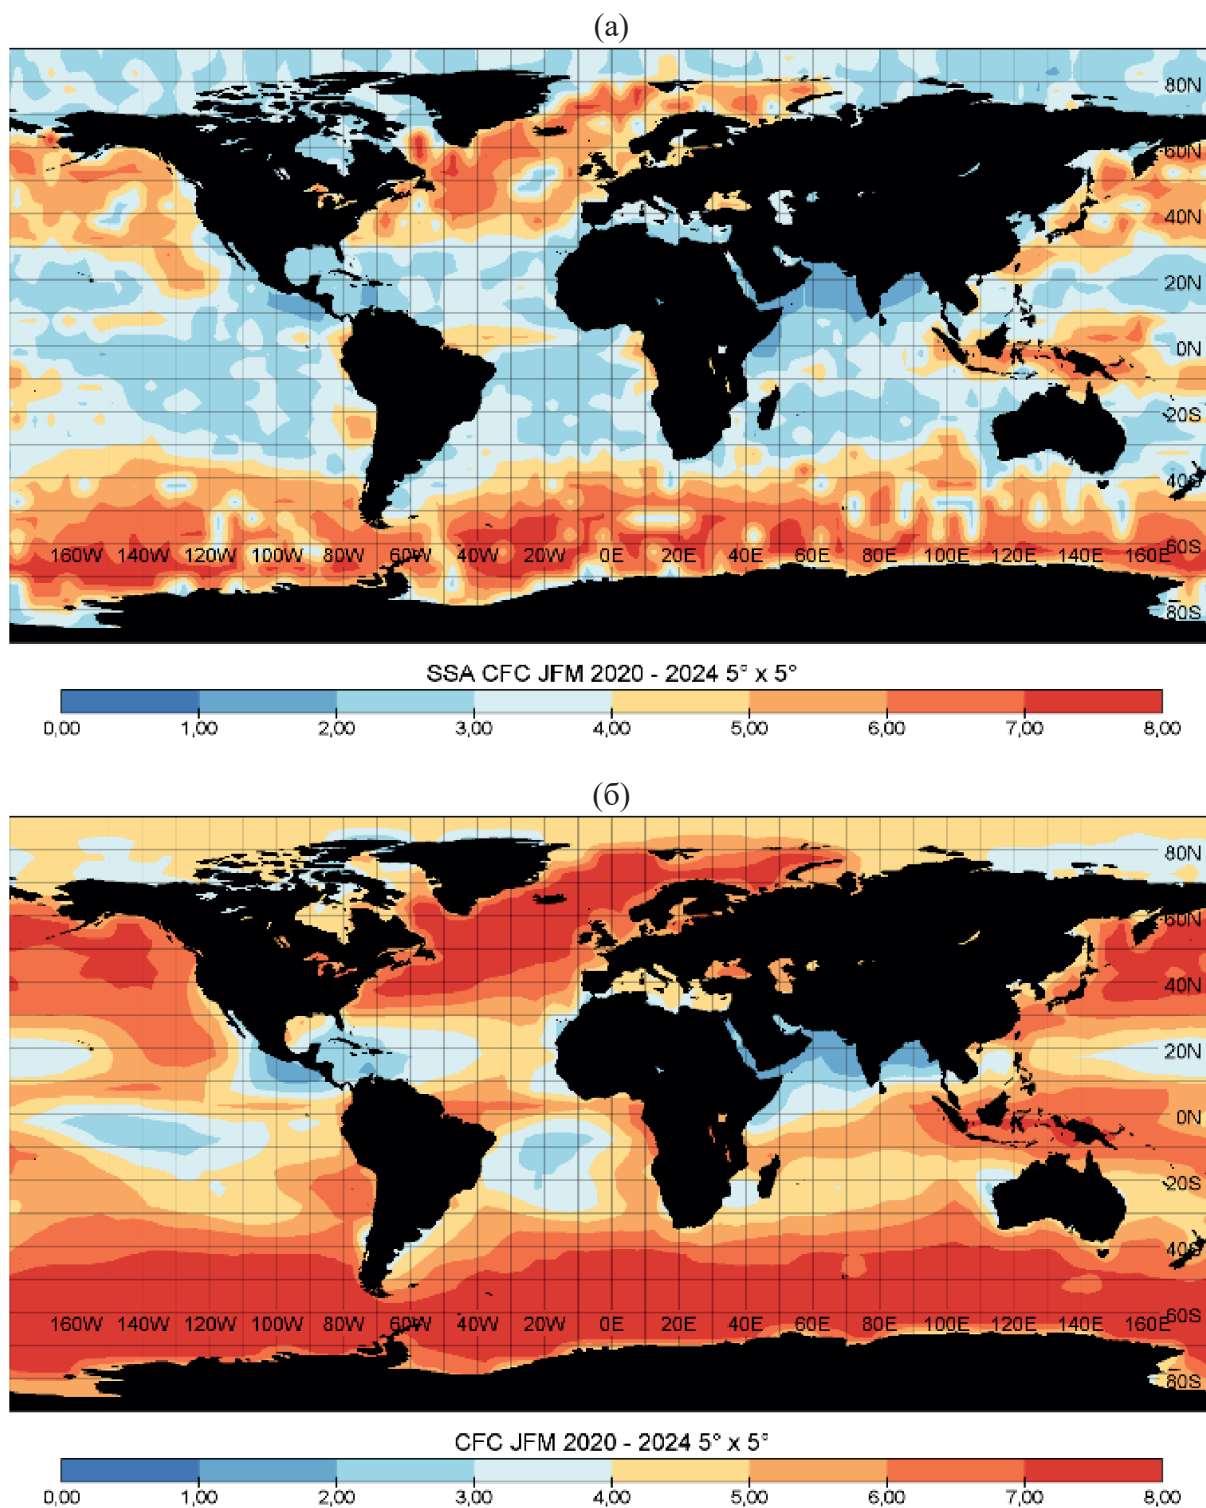 (а)
80N
60N
40N
20N
0N
20S
40S
160W 140W 120W 100W 80W 60W 40W 20W 0E 20E 40E 60E 80E 100E 120E 140E 160E
60S
80S
SSA CFC JFM 2020 - 2024 5° x 5°
0,00 1,00 2,00 3,00 4,00 5,00 6,00 7,00 8,00
(б)
80N
60N
40N
20N
0N
20S
40S
160W 140W 120W 100W 80W 60W 40W 20W 0E 20E 40E 60E 80E 100E 120E 140E 160E
60S
80S
CFC JFM 2020 - 2024 5° x 5°
0,00 1,00 2,00 3,00 4,00 5,00 6,00 7,00 8,00